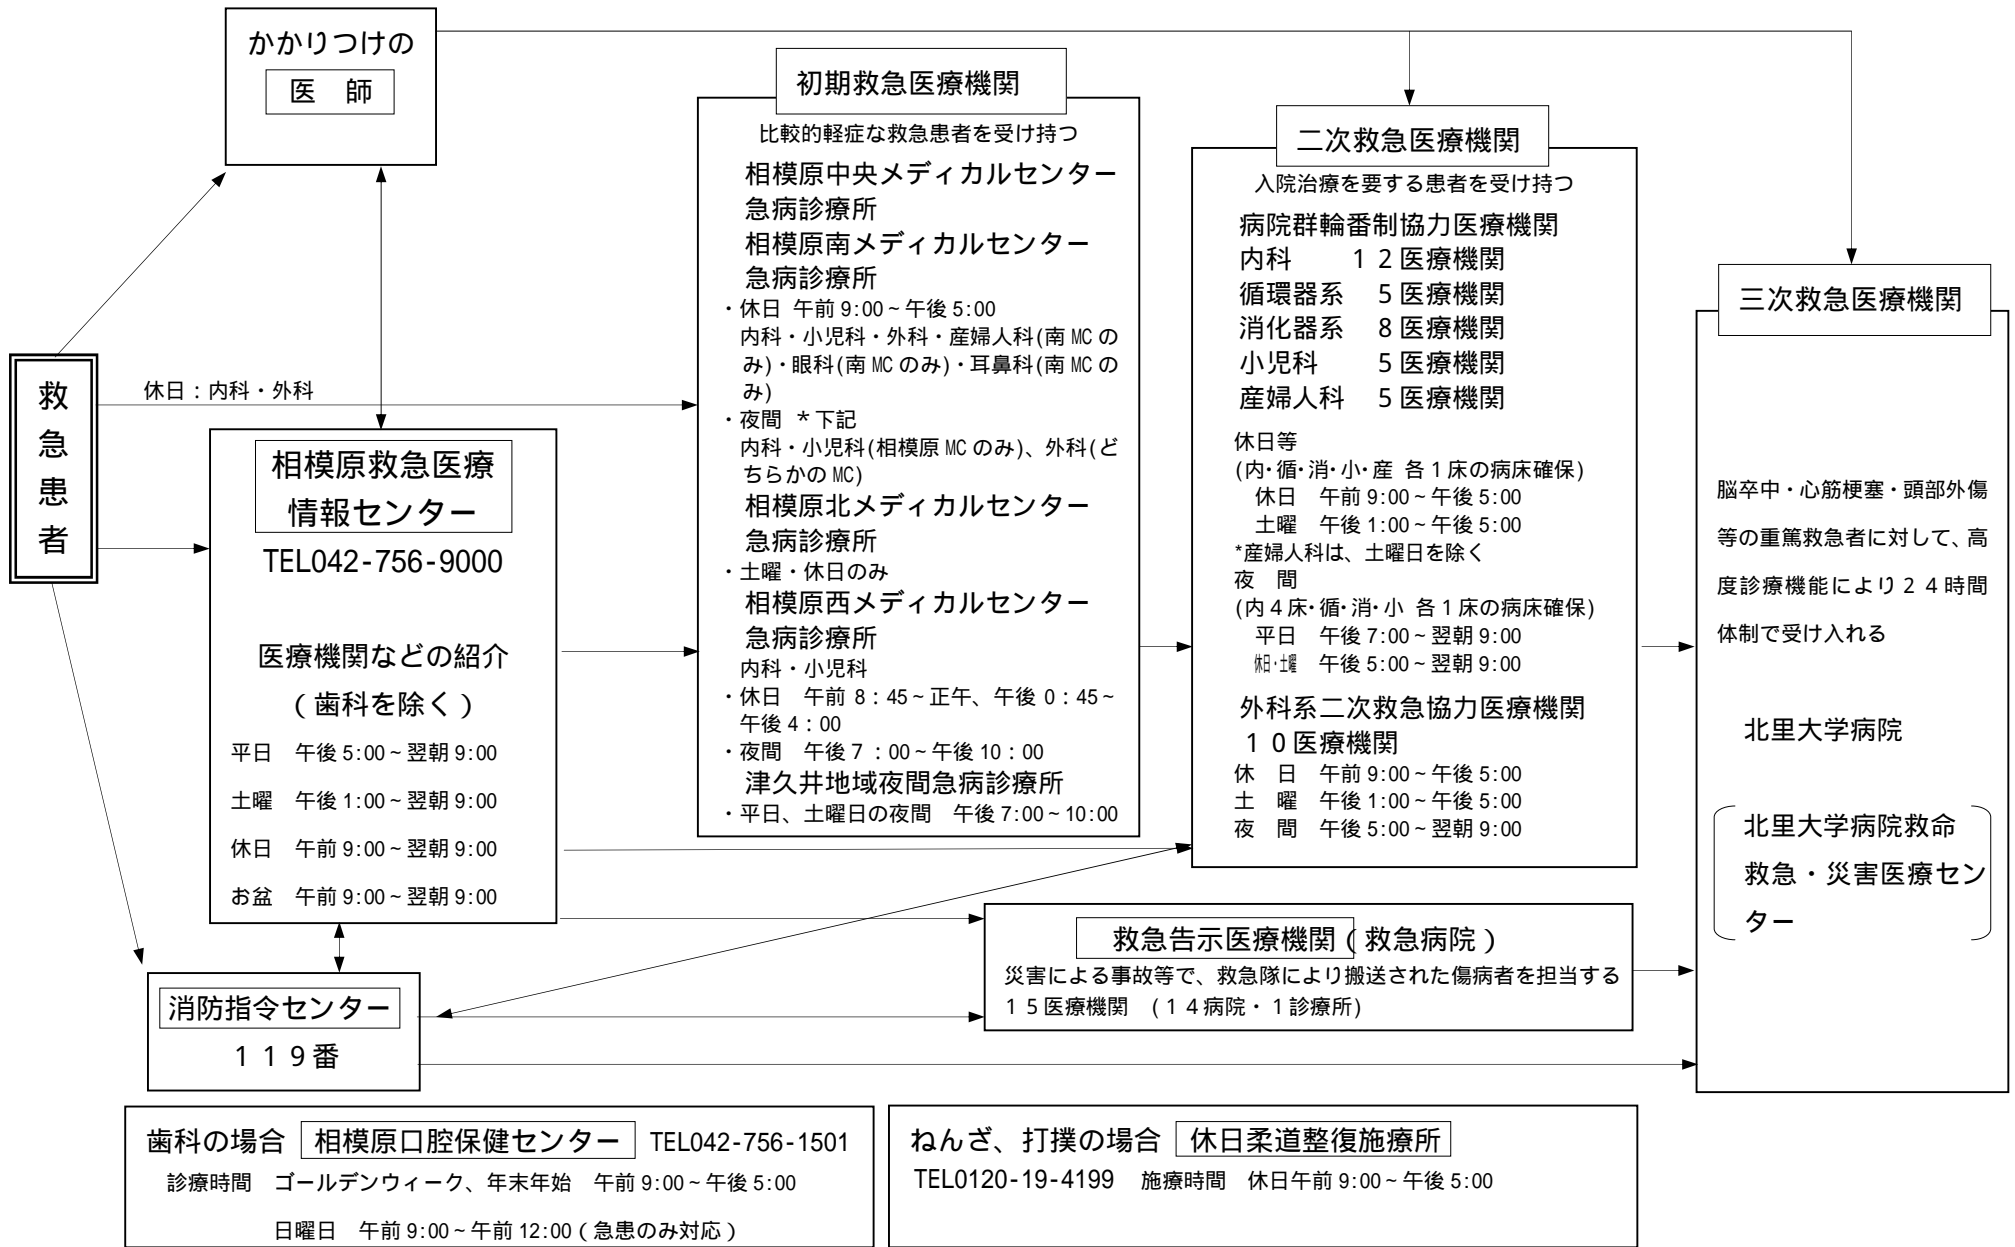 かかりつけの
医　師
救急患者
休日：内科・外科
相模原救急医療
情報センター
TEL042-756-9000
医療機関などの紹介
（歯科を除く）
平日　午後5:00~翌朝9:00
土曜　午後1:00~翌朝9:00
休日　午前9:00~翌朝9:00
お盆　午前9:00~翌朝9:00
消防指令センター
１１９番
初期救急医療機関
比較的軽症な救急患者を受け持つ
相模原中央メディカルセンター
急病診療所
相模原南メディカルセンター
急病診療所
・休日 午前9:00~午後5:00
内科・小児科・外科・産婦人科(南MCの
み)・眼科(南MCのみ)・耳鼻科(南MCの
み)
・夜間 *下記
内科・小児科(相模原MCのみ)、外科(ど
ちらかのMC)
相模原北メディカルセンター
急病診療所
・土曜・休日のみ
相模原西メディカルセンター
急病診療所
内科・小児科
・休日　午前 8：45~正午、午後 0：45~
午後4：00
・夜間　午後7 ：00~午後10：00
津久井地域夜間急病診療所
・平日、土曜日の夜間　午後7:00~10:00
二次救急医療機関
入院治療を要する患者を受け持つ
病院群輪番制協力医療機関
内科　　１２医療機関
循環器系　5医療機関
消化器系　8医療機関
小児科　　5医療機関
産婦人科　5医療機関
休日等
(内・循・消・小・産 各1床の病床確保)
休日　午前9:00~午後5:00
土曜　午後1:00~午後5:00
*産婦人科は、土曜日を除く
夜　間
(内4床・循・消・小 各1床の病床確保)
平日　午後7:00~翌朝9:00
休日・土曜　午後5:00~翌朝9:00
外科系二次救急協力医療機関
１０医療機関
休　日　午前9:00~午後5:00
土　曜　午後1:00~午後5:00
夜　間　午後5:00~翌朝9:00
救急告示医療機関（救急病院）
災害による事故等で、救急隊により搬送された傷病者を担当する
１５医療機関　(１４病院・１診療所)
三次救急医療機関
脳卒中・心筋梗塞・頭部外傷
等の重篤救急者に対して、高
度診療機能により２４時間
体制で受け入れる
北里大学病院
北里大学病院救命
救急・災害医療セン
ター
歯科の場合 相模原口腔保健センター TEL042-756-1501
診療時間　ゴールデンウィーク、年末年始　午前9:00~午後5:00
日曜日　午前9:00~午前12:00（急患のみ対応）
ねんざ、打撲の場合 休日柔道整復施療所
TEL0120-19-4199　施療時間　休日午前9:00~午後5:00